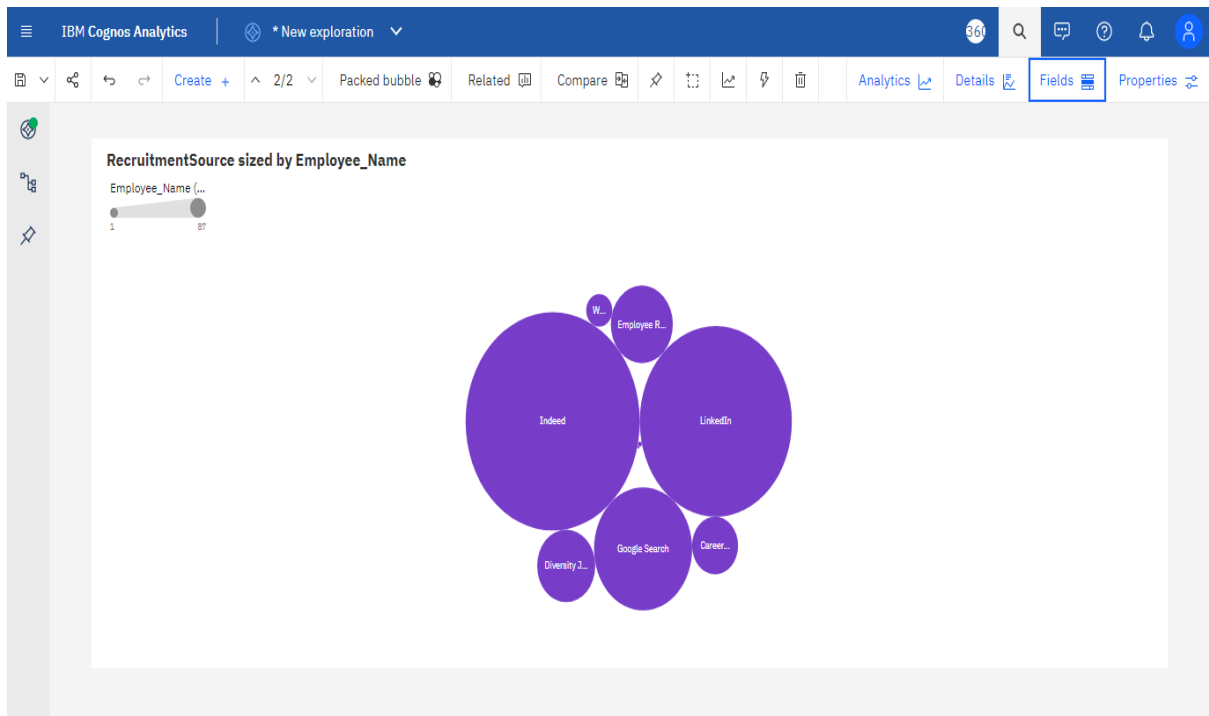 IBM Cognos Analytics
* New exploration
360
Create +
2/2
Packed bubble
Related
Compare
Analytics
Details
Fields
Properties
RecruitmentSource sized by Employee_Name
Employee_Name (...
1 87
W...
Employee R...
Indeed
LinkedIn
Google Search
Career...
Diversity J...